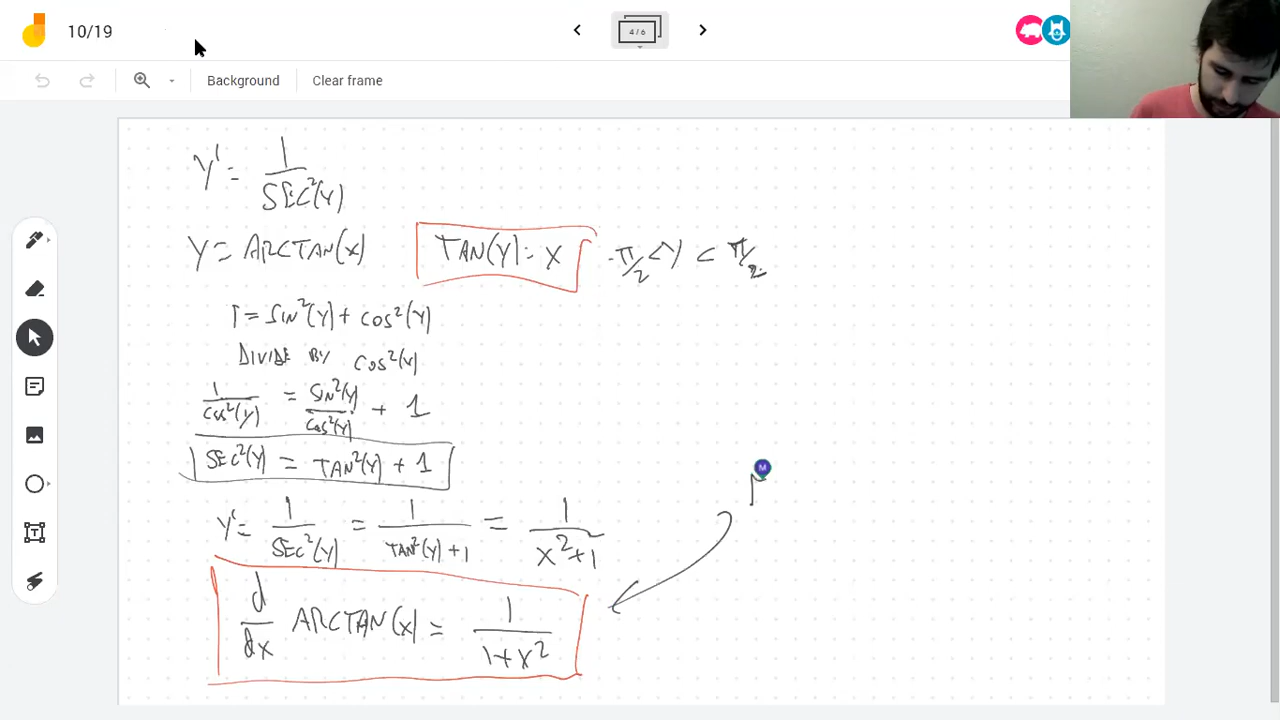 10/19
4 / 6
Background
Clear frame
Y' = 1/SEC²(Y)
Y = ARCTAN(X) TAN(Y) = X -π/2 < Y < π/2
1 = SIN²(Y) + COS²(Y)
DIVIDE BY COS²(Y)
1/COS²(Y) = SIN²(Y)/COS²(Y) + 1
SEC²(Y) = TAN²(Y) + 1
M
Y' = 1/SEC²(Y) = 1/TAN²(Y) + 1 = 1/X² + 1
d/dX ARCTAN(X) = 1/1 + X²